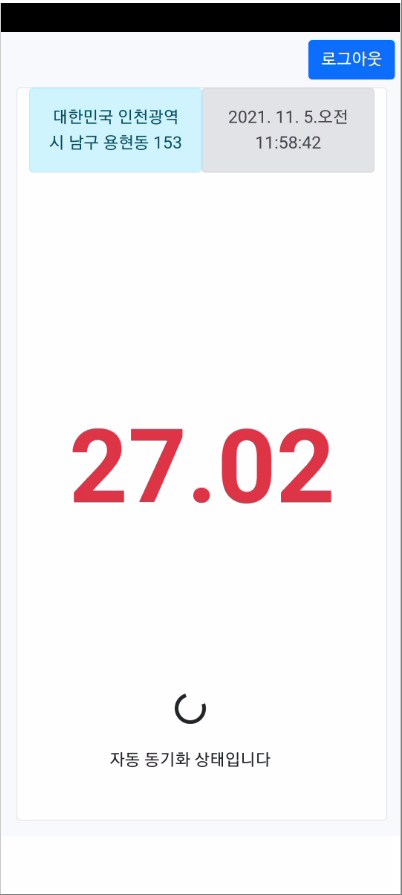 로그아웃
대한민국 인천광역
시 남구 용현동 153
2021. 11. 5.오전
11:58:42
27.02
자동 동기화 상태입니다